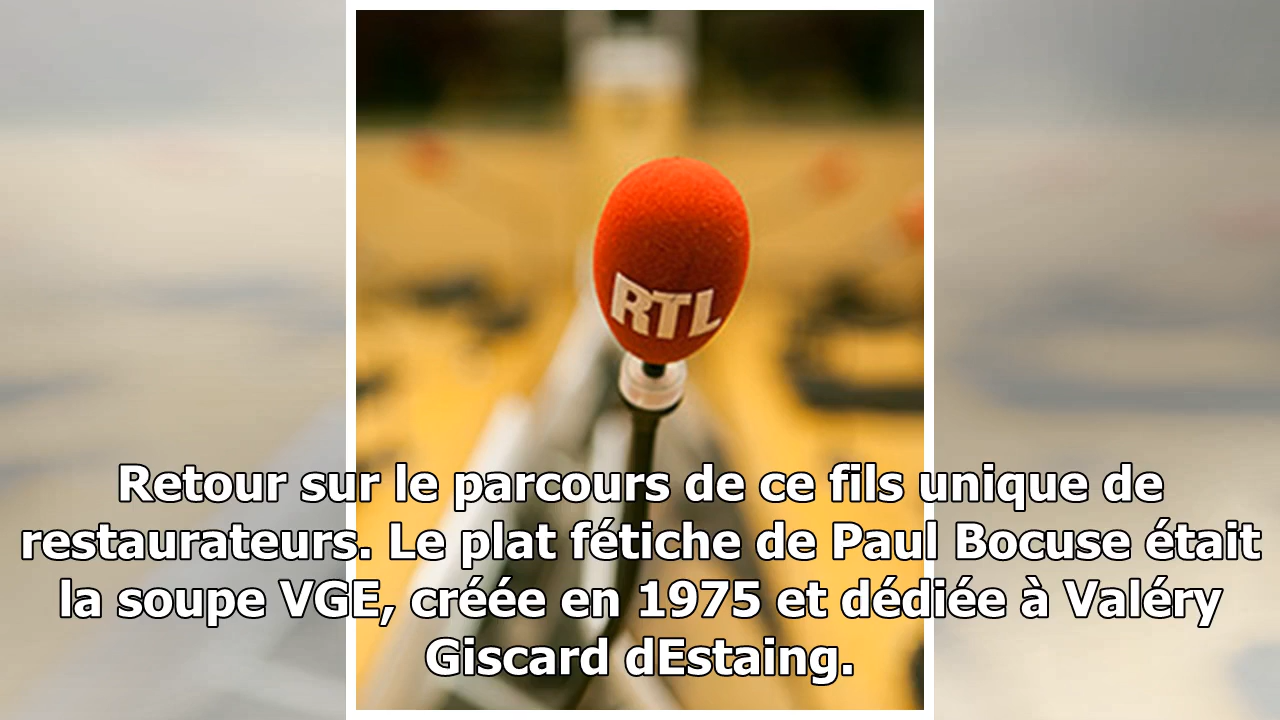 RTL
Retour sur le parcours de ce fils unique de
restaurateurs. Le plat fétiche de Paul Bocuse était
la soupe VGE, créée en 1975 et dédiée à Valéry
Giscard dEstaing.